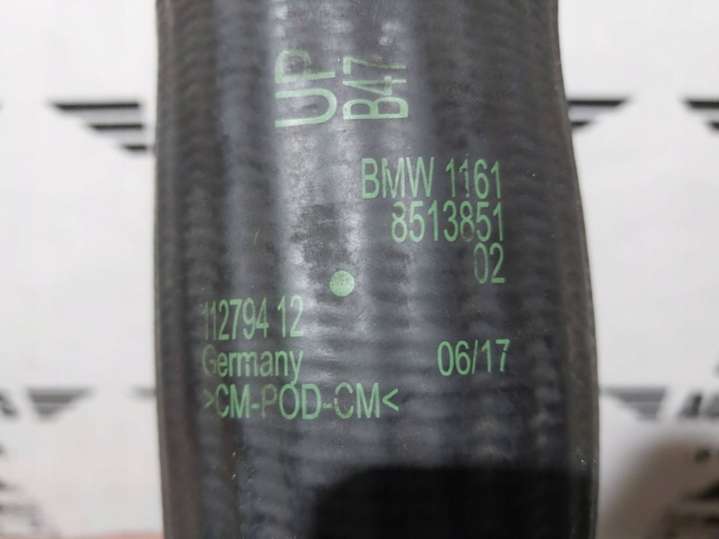 UP
B47
BMW 1161
8513851
02
112794 12
Germany
06/17
>CM-POD-CM<